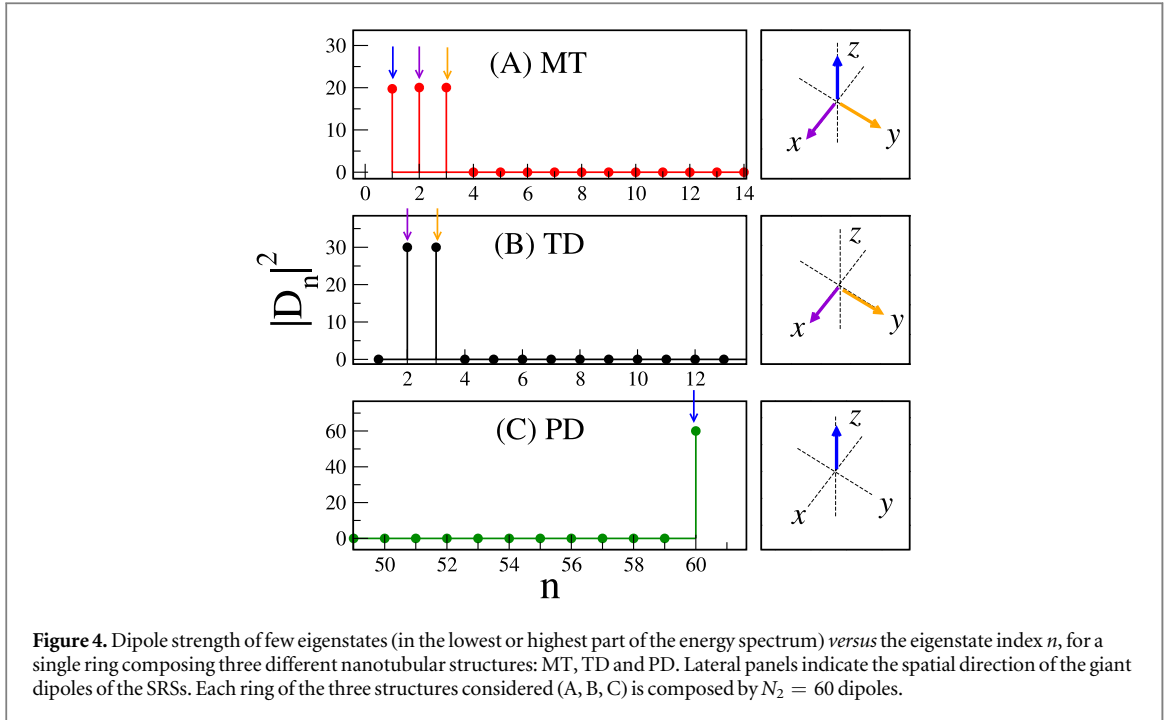 30
20
10
0
(A) MT
0 2 4 6 8 10 12 14
z
x
y
30
20
10
0
(B) TD
2 4 6 8 10 12
z
x
y
|Dn|²
60
40
20
0
(C) PD
50 52 54 56 58 60
n
z
x
y
Figure 4. Dipole strength of few eigenstates (in the lowest or highest part of the energy spectrum) versus the eigenstate index n, for a
single ring composing three different nanotubular structures: MT, TD and PD. Lateral panels indicate the spatial direction of the giant
dipoles of the SRSs. Each ring of the three structures considered (A, B, C) is composed by N₂ = 60 dipoles.